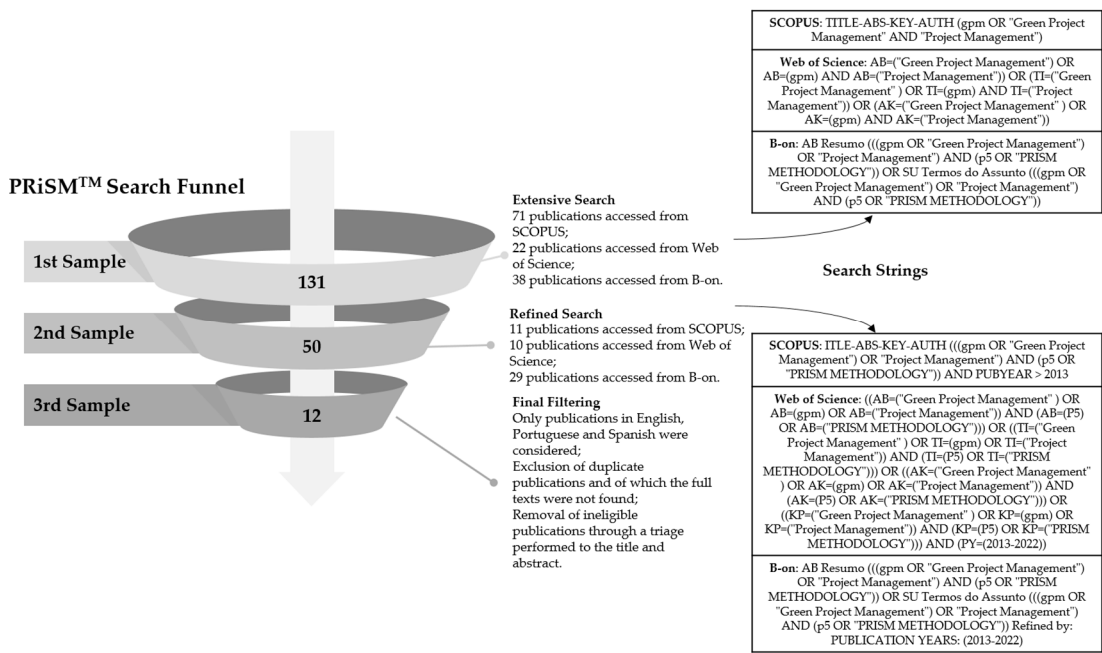 PRiSM™ Search Funnel
1st Sample
131
2nd Sample
50
3rd Sample
12
Extensive Search
71 publications accessed from
SCOPUS;
22 publications accessed from Web
of Science;
38 publications accessed from B-on.
Refined Search
11 publications accessed from SCOPUS;
10 publications accessed from Web of
Science;
29 publications accessed from B-on.
Final Filtering
Only publications in English,
Portuguese and Spanish were
considered;
Exclusion of duplicate
publications and of which the full
texts were not found;
Removal of ineligible
publications through a triage
performed to the title and
abstract.
SCOPUS: TITLE-ABS-KEY-AUTH (gpm OR "Green Project
Management" AND "Project Management")
Web of Science: AB=("Green Project Management") OR
AB=(gpm) AND AB=("Project Management")) OR (TI=("Green
Project Management" ) OR TI=(gpm) AND TI=("Project
Management")) OR (AK=("Green Project Management" ) OR
AK=(gpm) AND AK=("Project Management"))
B-on: AB Resumo (((gpm OR "Green Project Management")
OR "Project Management") AND (p5 OR "PRISM
METHODOLOGY")) OR SU Termos do Assunto (((gpm OR
"Green Project Management") OR "Project Management")
AND (p5 OR "PRISM METHODOLOGY"))
Search Strings
SCOPUS: ITLE-ABS-KEY-AUTH (((gpm OR "Green Project
Management") OR "Project Management") AND (p5 OR
"PRISM METHODOLOGY")) AND PUBYEAR > 2013
Web of Science: ((AB=("Green Project Management" ) OR
AB=(gpm) OR AB=("Project Management")) AND (AB=(P5)
OR AB=("PRISM METHODOLOGY"))) OR ((TI=("Green
Project Management" ) OR TI=(gpm) OR TI=("Project
Management")) AND (TI=(P5) OR TI=("PRISM
METHODOLOGY"))) OR ((AK=("Green Project Management"
) OR AK=(gpm) OR AK=("Project Management")) AND
(AK=(P5) OR AK=("PRISM METHODOLOGY"))) OR
((KP=("Green Project Management" ) OR KP=(gpm) OR
KP=("Project Management")) AND (KP=(P5) OR KP=("PRISM
METHODOLOGY"))) AND (PY=(2013-2022))
B-on: AB Resumo (((gpm OR "Green Project Management")
OR "Project Management") AND (p5 OR "PRISM
METHODOLOGY")) OR SU Termos do Assunto (((gpm OR
"Green Project Management") OR "Project Management")
AND (p5 OR "PRISM METHODOLOGY")) Refined by:
PUBLICATION YEARS: (2013-2022)